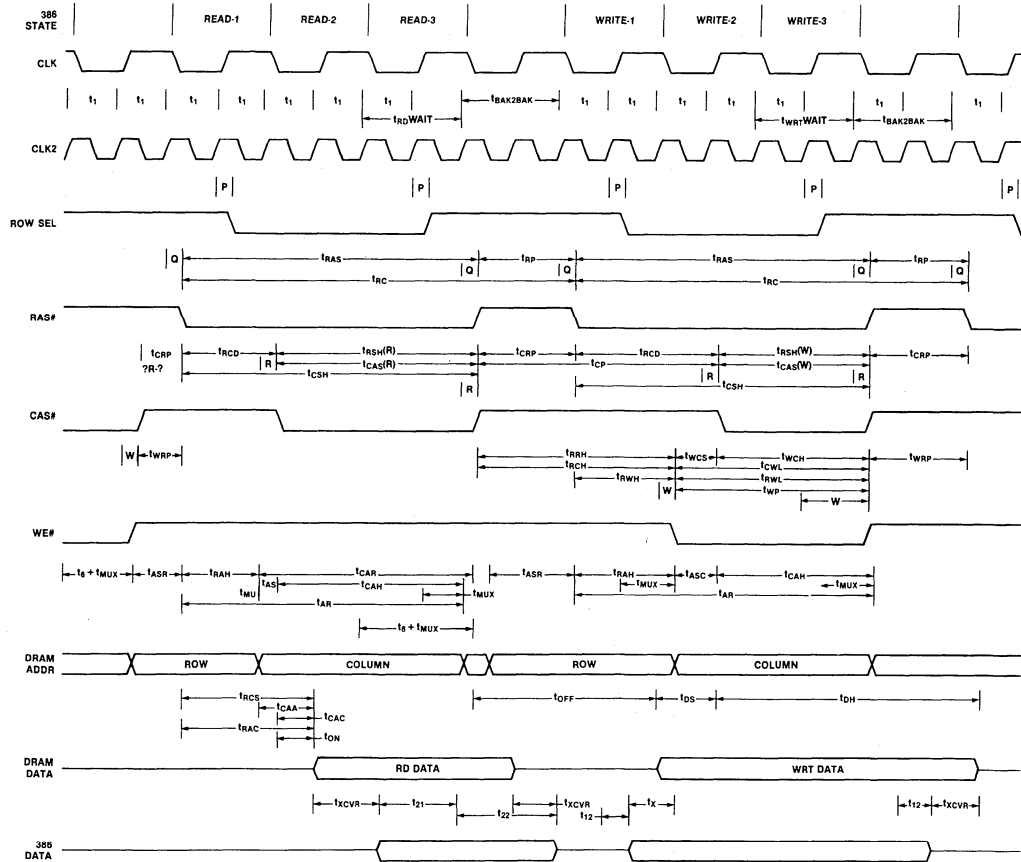 386 STATE READ-1 READ-2 READ-3 WRITE-1 WRITE-2 WRITE-3
CLK
t1 t1 t1 t1 t1 t1 t1 tBAK2BAK t1 t1 t1 t1 t1 t1 t1
tRDWAIT tWRTWAIT tBAK2BAK
CLK2
P P P P P
ROW SEL
tRAS tRP tRAS tRP
Q Q Q Q Q
tRC tRC
RAS#
tCRP tRCD tRSH(R) tCRP tRCD tRSH(W) tCRP
?R-? R tCAS(R) tCP R tCAS(W) R
tCSH tCSH
R
CAS#
W tWRP tRRH tWCS tWCH tWRP
tRCH tCWL
tRWH tRWL
W tWP
W
WE#
t6 + tMUX tASR tRAH tCAR tASR tRAH tASC tCAH
tAS tCAH tMUX tMUX
tMU tMUX
tAR tAR
t6 + tMUX
DRAM ADDR ROW COLUMN ROW COLUMN
tRCS tOFF tDS tDH
tCAA
tCAC
tRAC
tON
DRAM DATA RD DATA WRT DATA
tXCVR t21 tXCVR tX t12 tXCVR
t22 t12
386 DATA